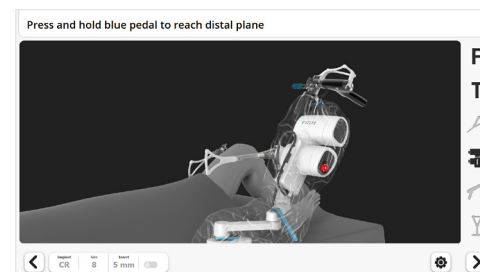 Press and hold blue pedal to reach distal plane
F
T
Implant Size Insert
CR 8 5 mm